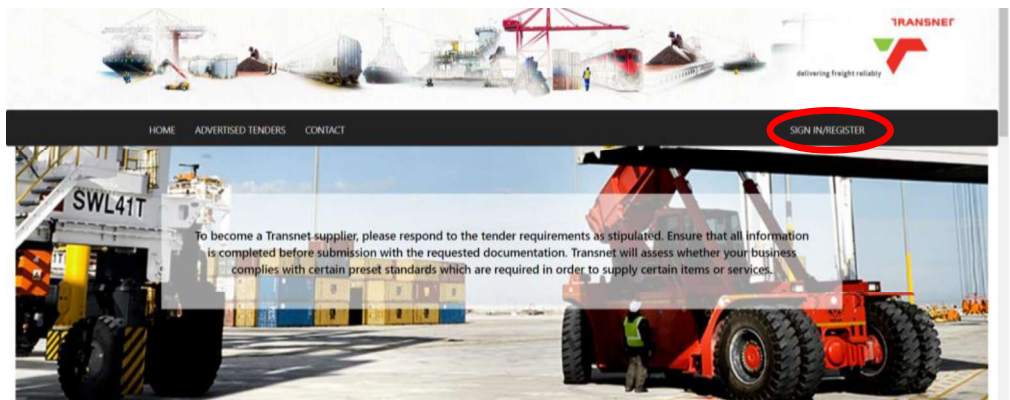 TRANSNET
delivering freight reliably
HOME ADVERTISED TENDERS CONTACT SIGN IN/REGISTER
SWL41T
To become a Transnet supplier, please respond to the tender requirements as stipulated. Ensure that all information
is completed before submission with the requested documentation. Transnet will assess whether your business
complies with certain preset standards which are required in order to supply certain items or services.